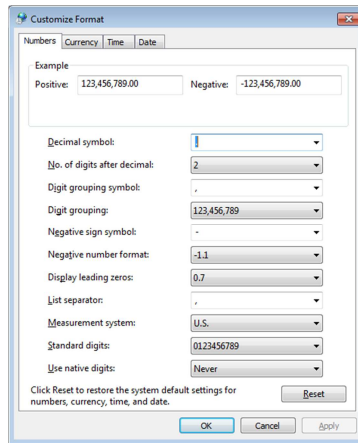 Customize Format
Numbers Currency Time Date
Example
Positive: 123,456,789.00 Negative: -123,456,789.00
Decimal symbol: .
No. of digits after decimal: 2
Digit grouping symbol: ,
Digit grouping: 123,456,789
Negative sign symbol: -
Negative number format: -1.1
Display leading zeros: 0.7
List separator: ,
Measurement system: U.S.
Standard digits: 0123456789
Use native digits: Never
Click Reset to restore the system default settings for
numbers, currency, time, and date.
Reset
OK Cancel Apply